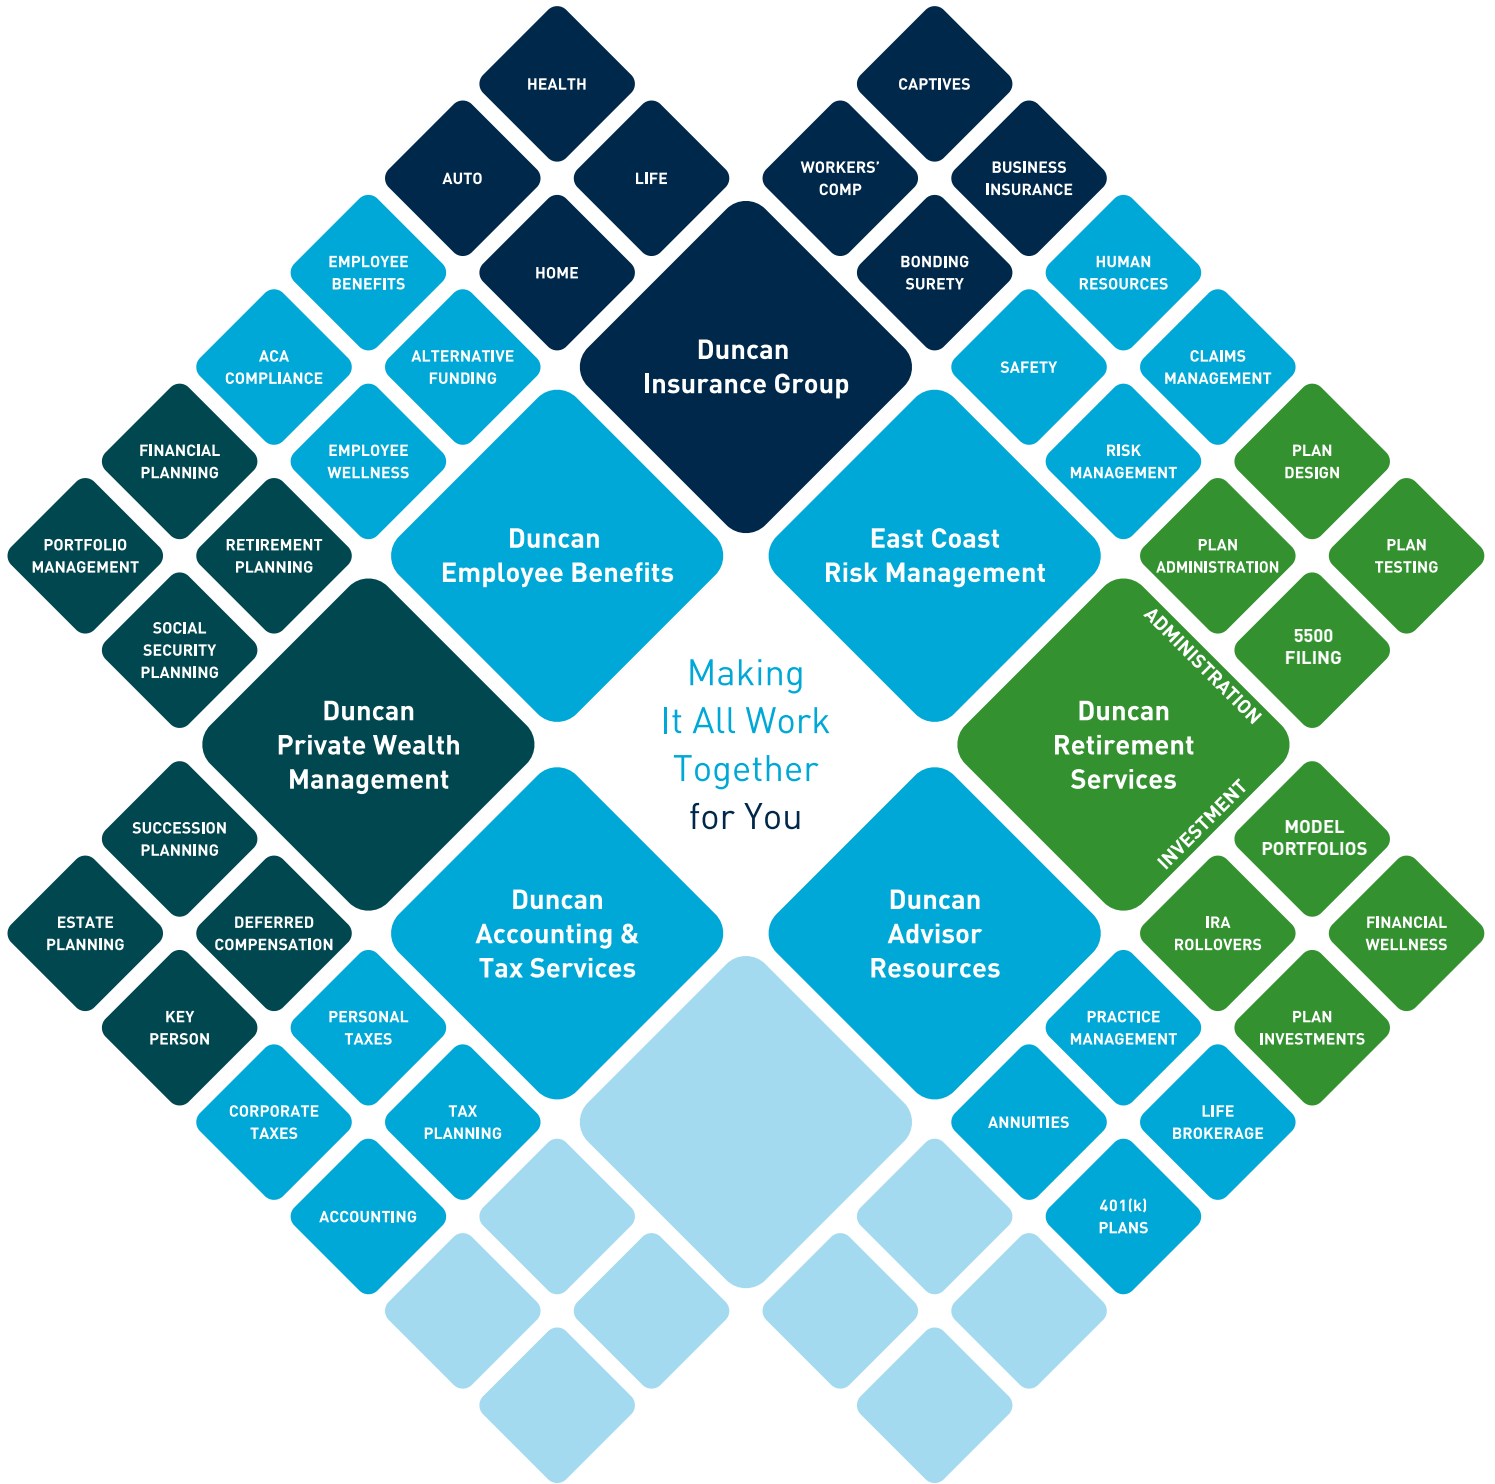 HEALTH
CAPTIVES
AUTO
LIFE
WORKERS'
COMP
BUSINESS
INSURANCE
EMPLOYEE
BENEFITS
HOME
BONDING
SURETY
HUMAN
RESOURCES
Duncan
Insurance Group
ACA
COMPLIANCE
ALTERNATIVE
FUNDING
SAFETY
CLAIMS
MANAGEMENT
FINANCIAL
PLANNING
EMPLOYEE
WELLNESS
RISK
MANAGEMENT
PLAN
DESIGN
PORTFOLIO
MANAGEMENT
RETIREMENT
PLANNING
Duncan
Employee Benefits
East Coast
Risk Management
PLAN
ADMINISTRATION
PLAN
TESTING
SOCIAL
SECURITY
PLANNING
5500
FILING
Duncan
Private Wealth
Management
Making
It All Work
Together
for You
Duncan
Retirement
Services
ADMINISTRATION
INVESTMENT
SUCCESSION
PLANNING
MODEL
PORTFOLIOS
ESTATE
PLANNING
DEFERRED
COMPENSATION
Duncan
Accounting &
Tax Services
Duncan
Advisor
Resources
IRA
ROLLOVERS
FINANCIAL
WELLNESS
KEY
PERSON
PERSONAL
TAXES
PRACTICE
MANAGEMENT
PLAN
INVESTMENTS
CORPORATE
TAXES
TAX
PLANNING
ANNUITIES
LIFE
BROKERAGE
ACCOUNTING
401(k)
PLANS